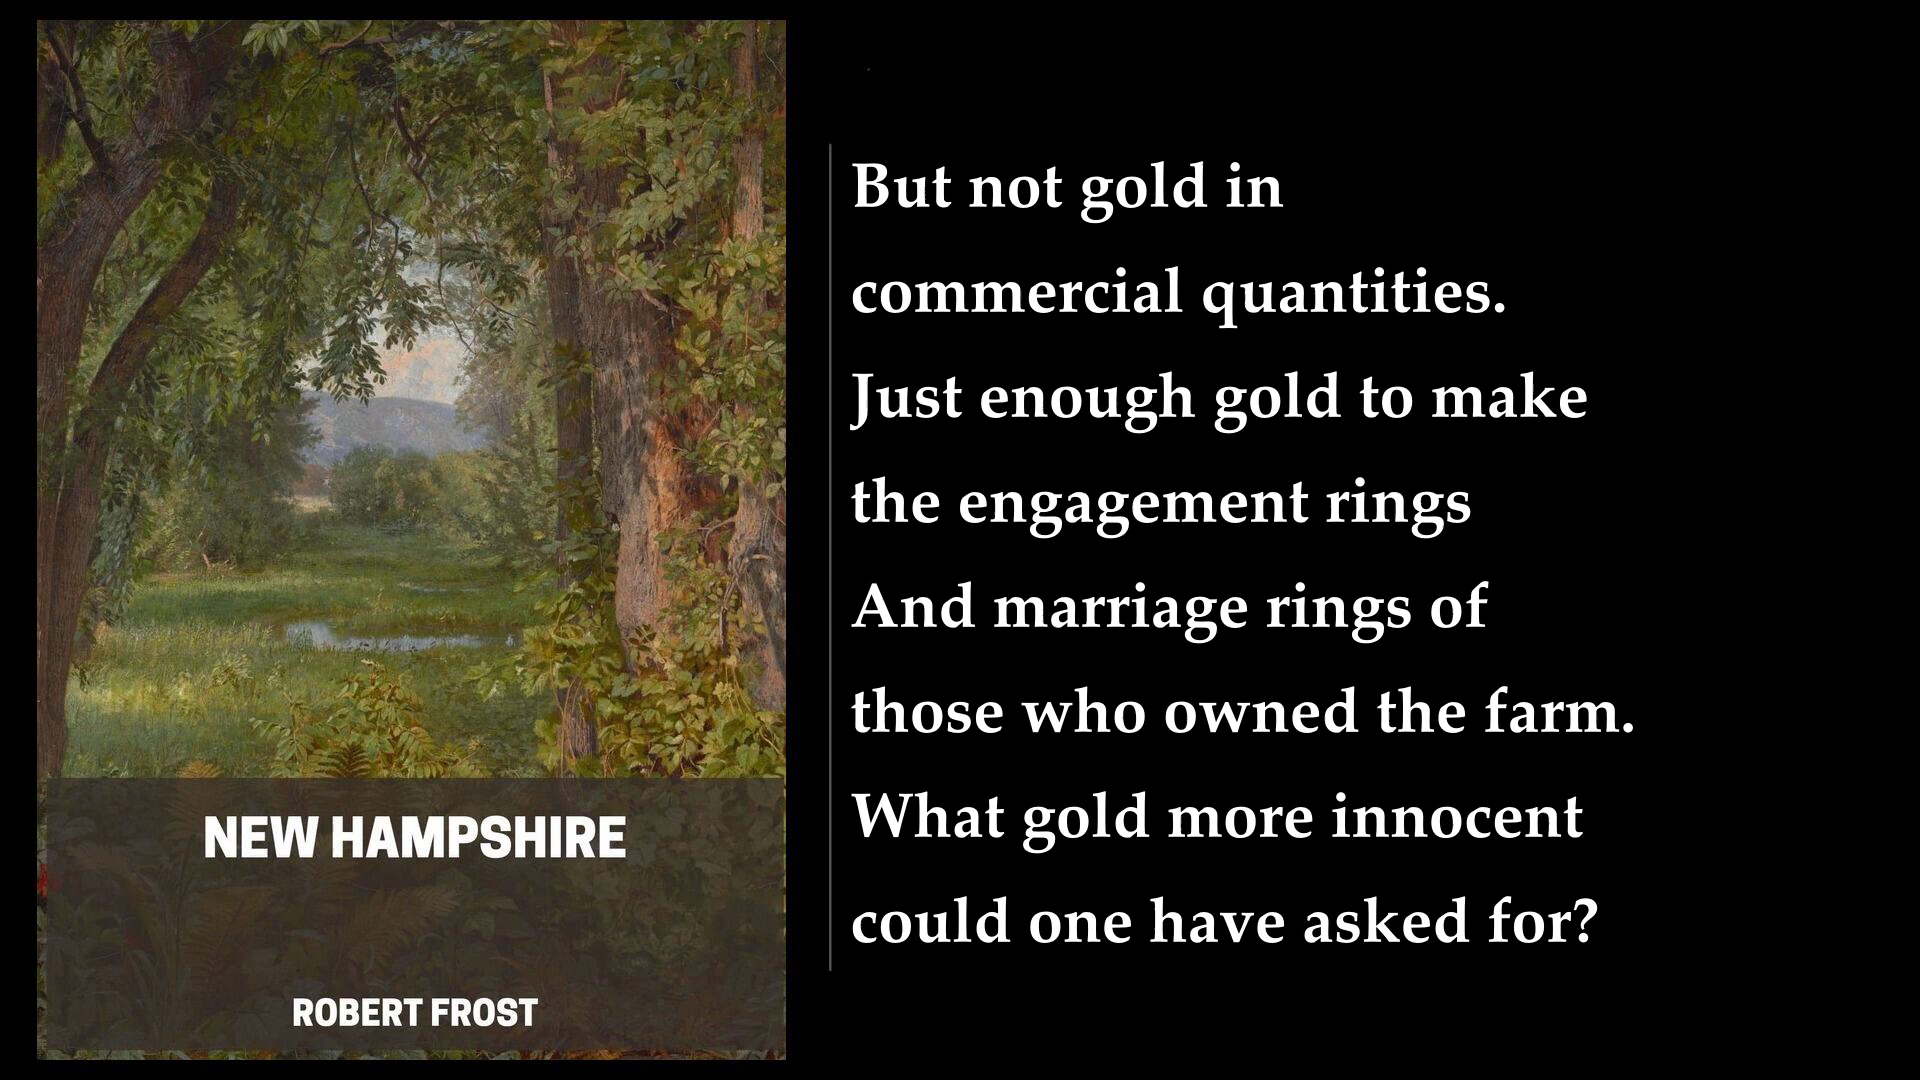 NEW HAMPSHIRE
ROBERT FROST
But not gold in
commercial quantities.
Just enough gold to make
the engagement rings
And marriage rings of
those who owned the farm.
What gold more innocent
could one have asked for?